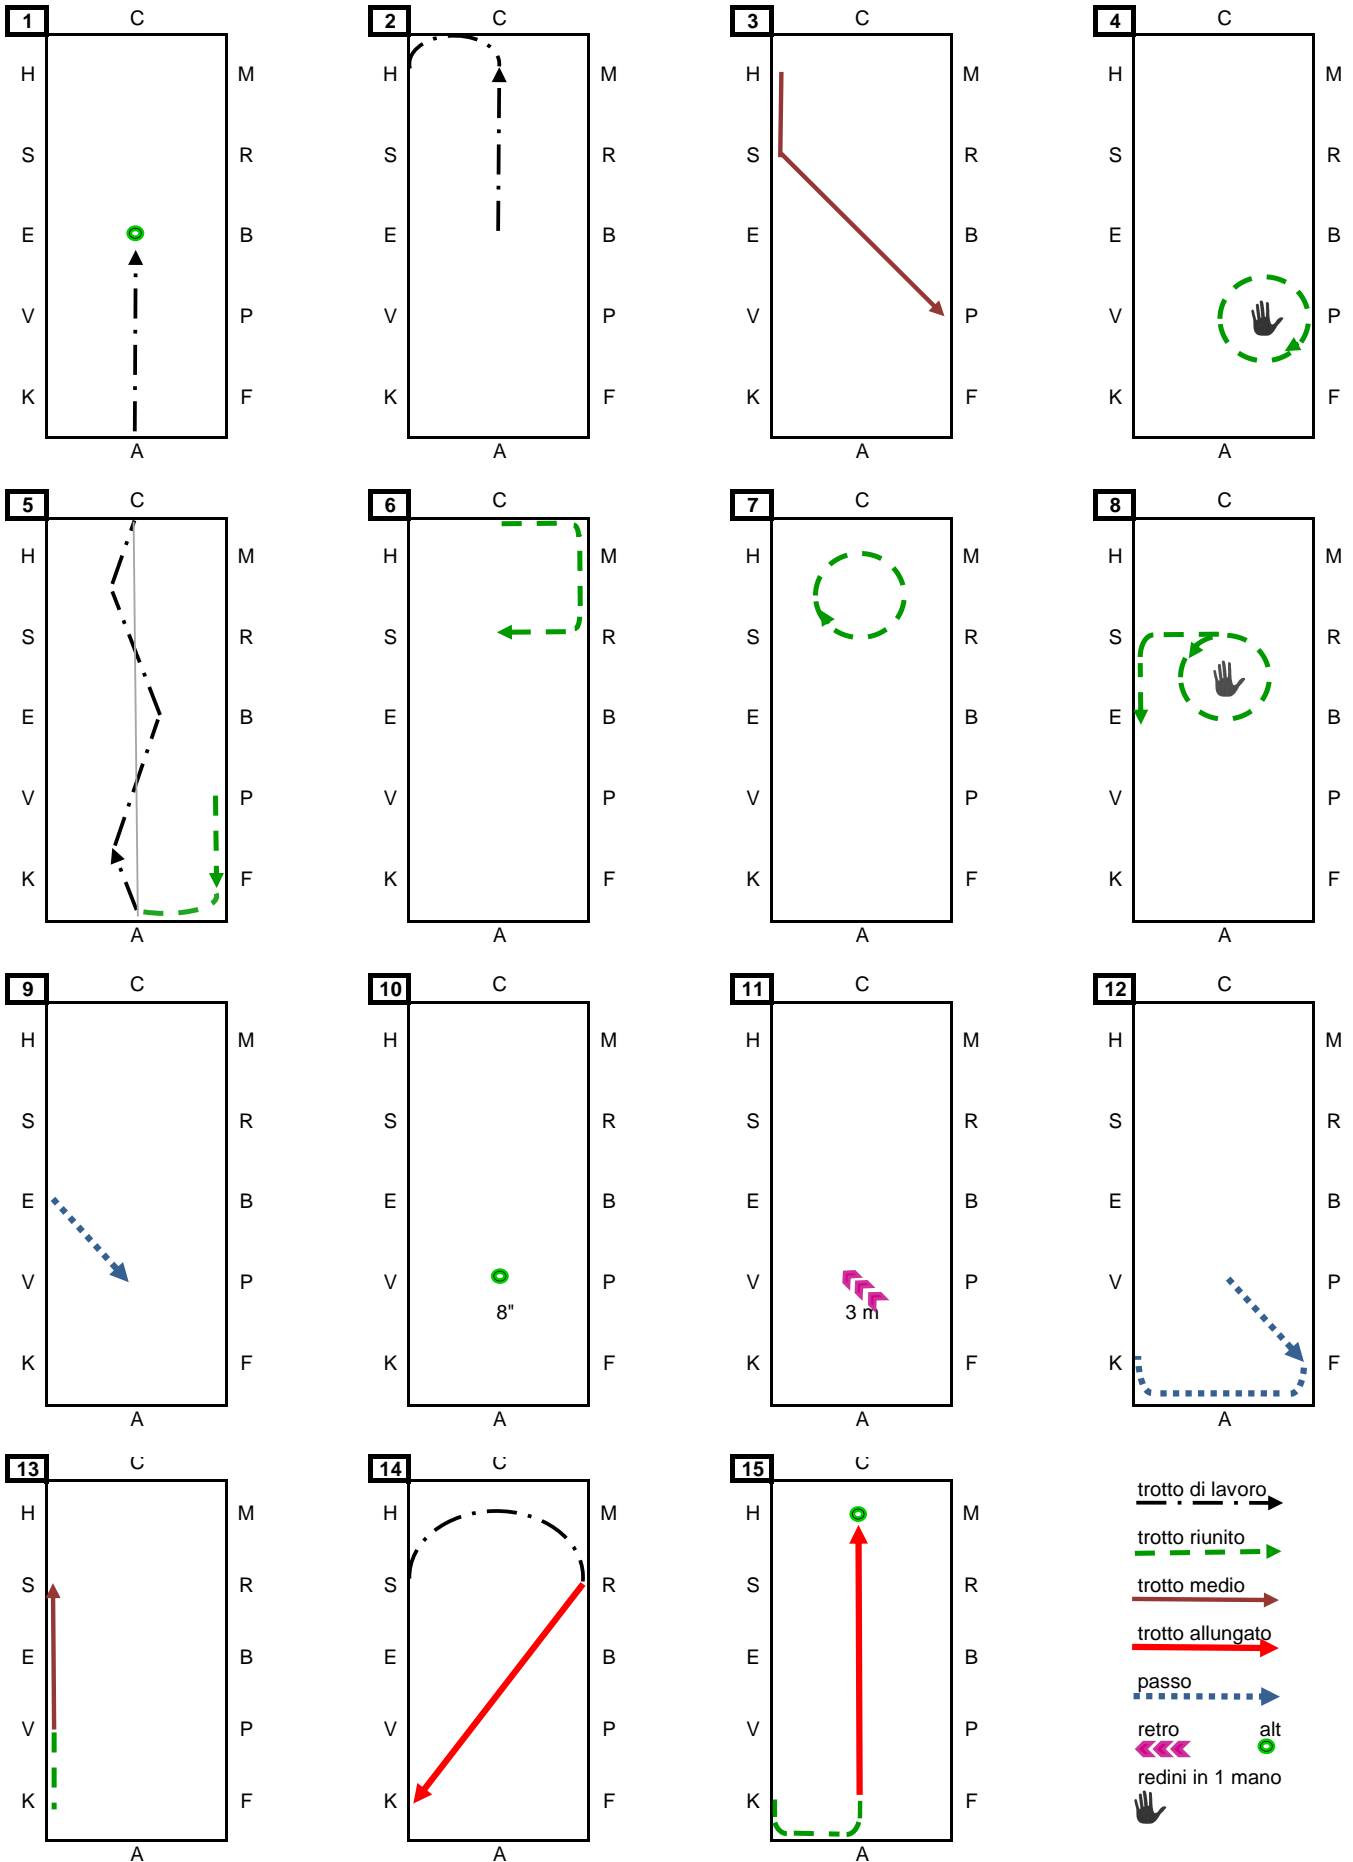 1 C 2 C 3 C 4 C
H M H M H M H M
S R S R S R S R
E B E B E B E B
V P V P V P V P
K F K F K F K F
A A A A
5 C 6 C 7 C 8 C
H M H M H M H M
S R S R S R S R
E B E B E B E B
V P V P V P V P
K F K F K F K F
A A A A
9 C 10 C 11 C 12 C
H M H M H M H M
S R S R S R S R
E B E B E B E B
V P V P V P V P
8" 3 m
K F K F K F K F
A A A A
13 C 14 C 15 C
H M H M H M
S R S R S R
E B E B E B
V P V P V P
K F K F K F
A A A
trotto di lavoro
trotto riunito
trotto medio
trotto allungato
passo
retro alt
redini in 1 mano